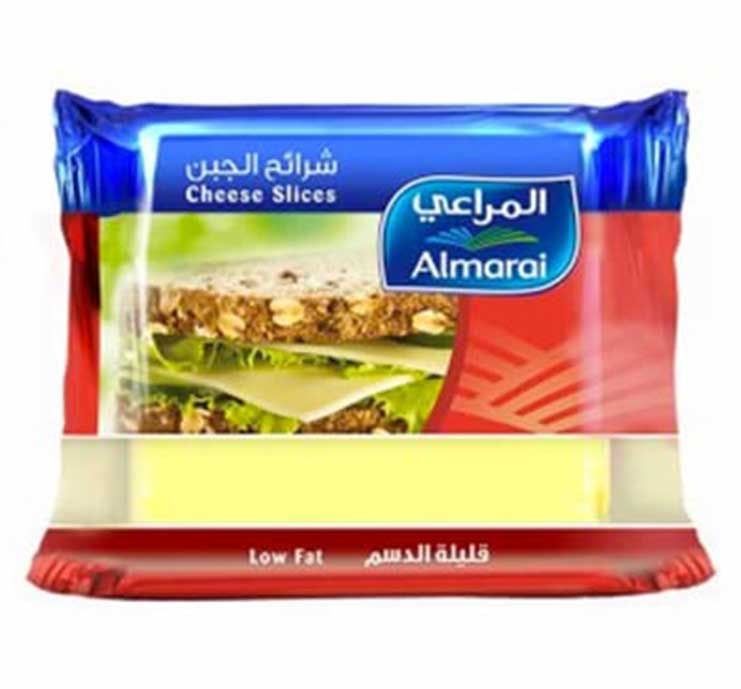 شرائح الجبن
Cheese Slices
المراعي
Almarai
Low Fat قليلة الدسم